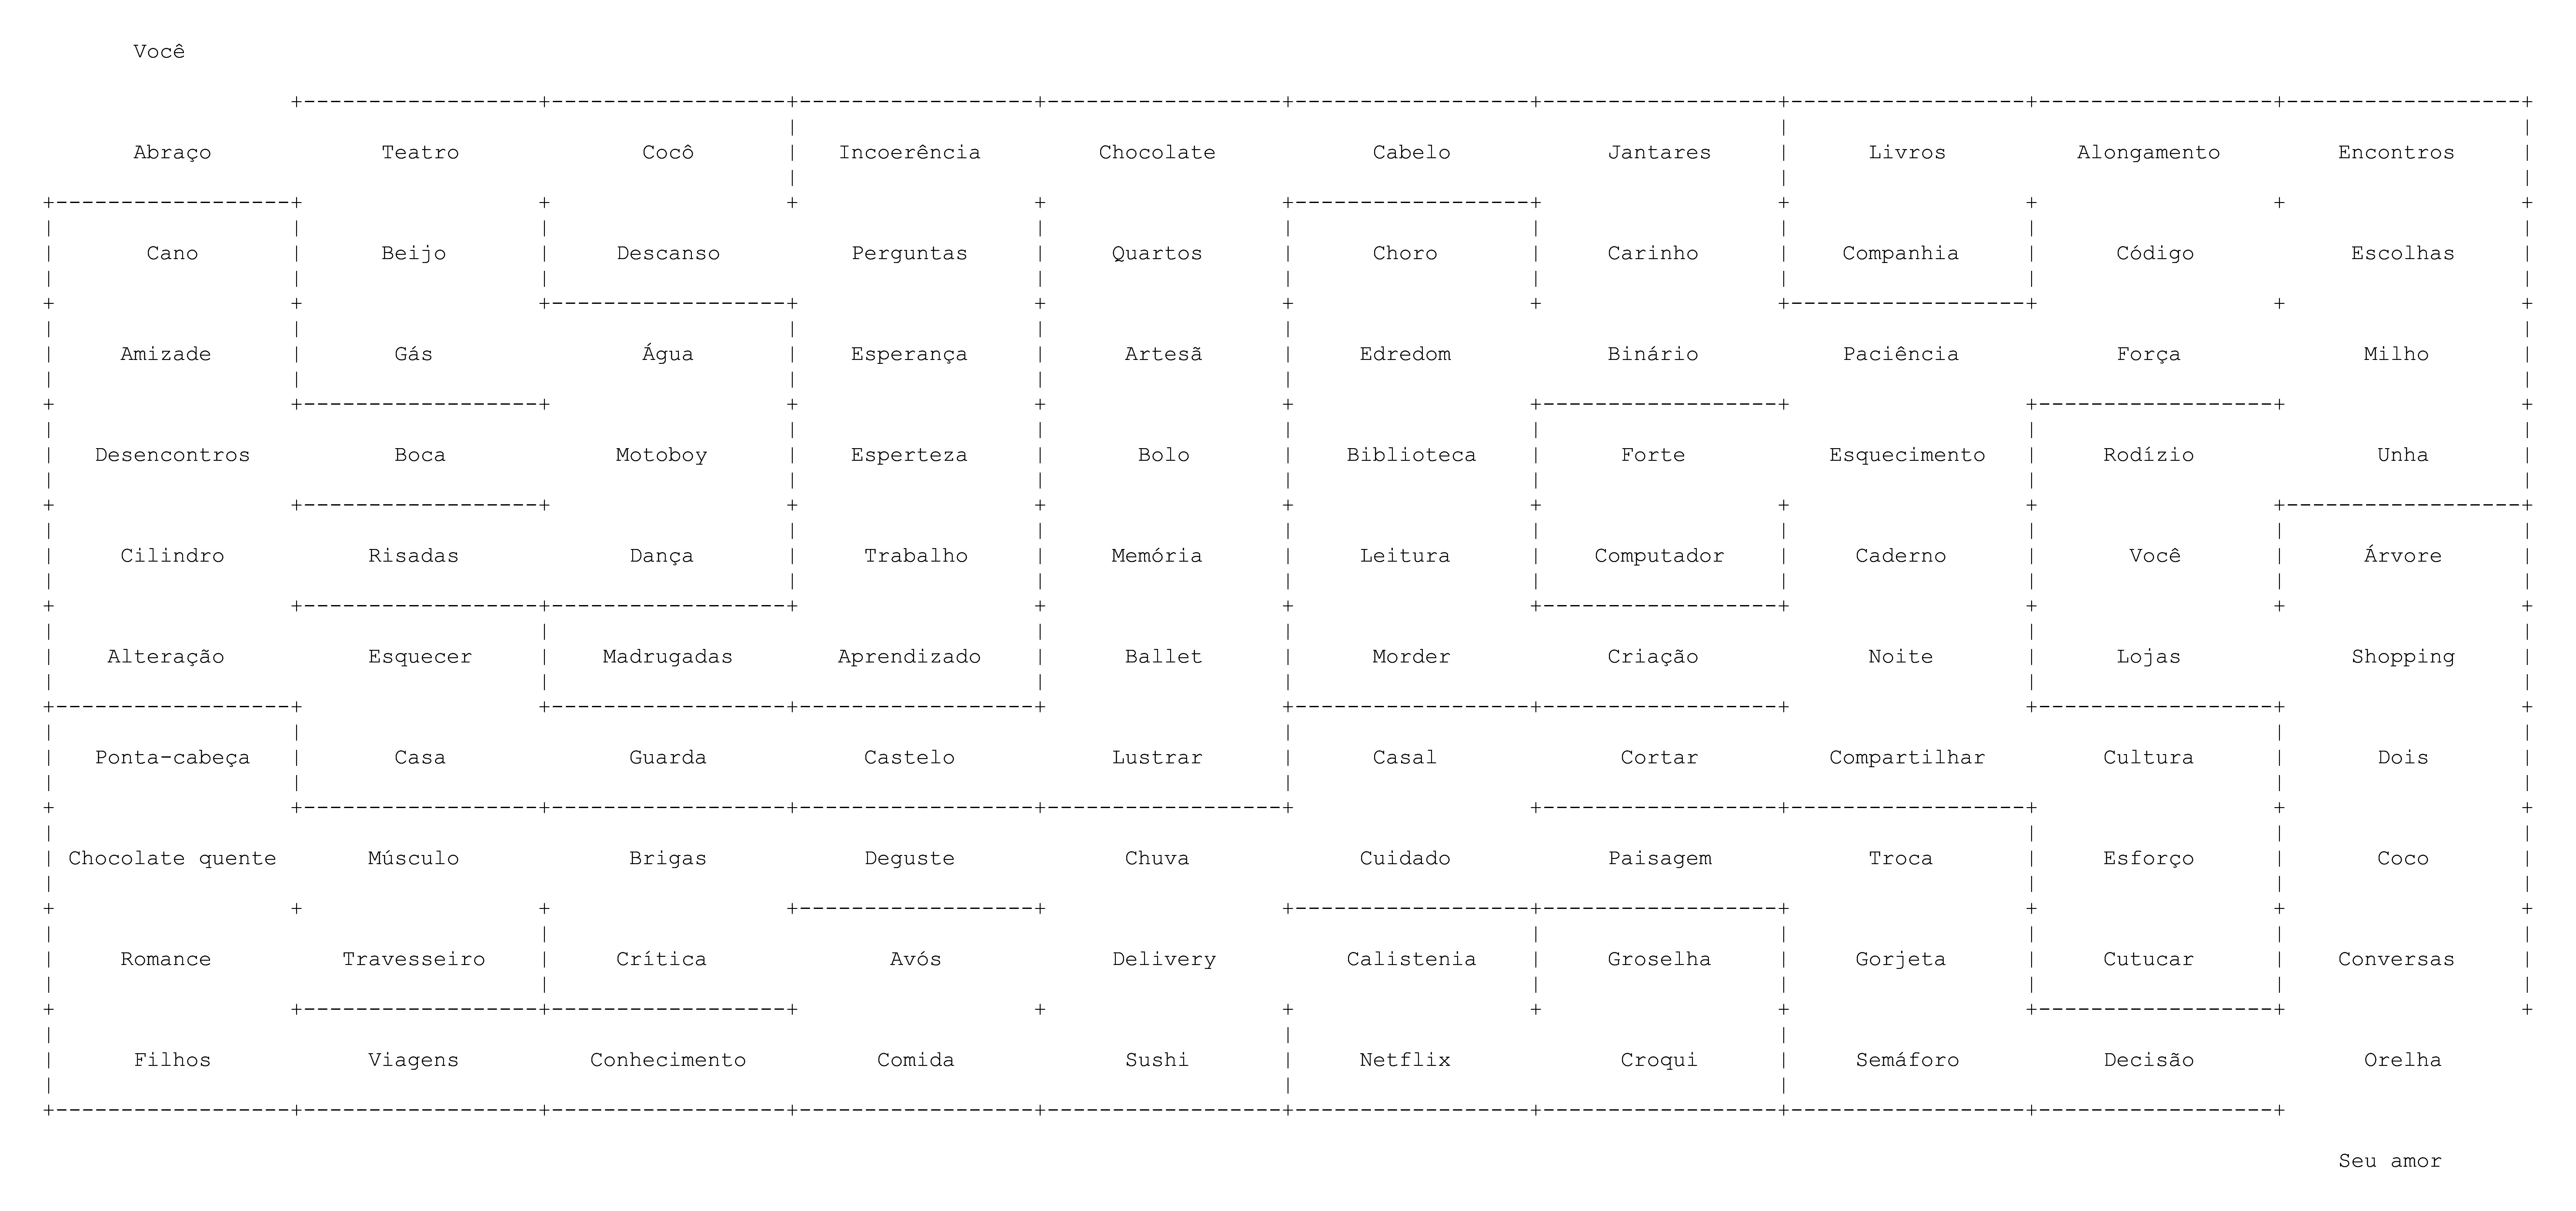 Você
Abraço Teatro Cocô Incoerência Chocolate Cabelo Jantares Livros Alongamento Encontros
Cano Beijo Descanso Perguntas Quartos Choro Carinho Companhia Código Escolhas
Amizade Gás Água Esperança Artesã Edredom Binário Paciência Força Milho
Desencontros Boca Motoboy Esperteza Bolo Biblioteca Forte Esquecimento Rodízio Unha
Cilindro Risadas Dança Trabalho Memória Leitura Computador Caderno Você Árvore
Alteração Esquecer Madrugadas Aprendizado Ballet Morder Criação Noite Lojas Shopping
Ponta-cabeça Casa Guarda Castelo Lustrar Casal Cortar Compartilhar Cultura Dois
Chocolate quente Músculo Brigas Deguste Chuva Cuidado Paisagem Troca Esforço Coco
Romance Travesseiro Crítica Avós Delivery Calistenia Groselha Gorjeta Cutucar Conversas
Filhos Viagens Conhecimento Comida Sushi Netflix Croqui Semáforo Decisão Orelha
Seu amor